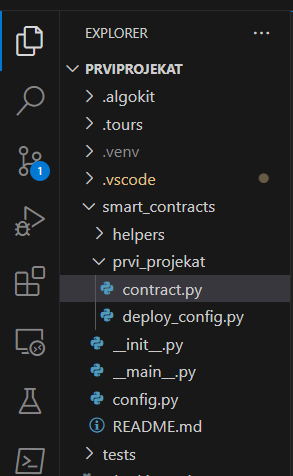 EXPLORER
PRVIPROJEKAT
.algokit
.tours
.venv
.vscode
smart_contracts
helpers
prvi_projekat
contract.py
deploy_config.py
__init__.py
__main__.py
config.py
README.md
tests
1